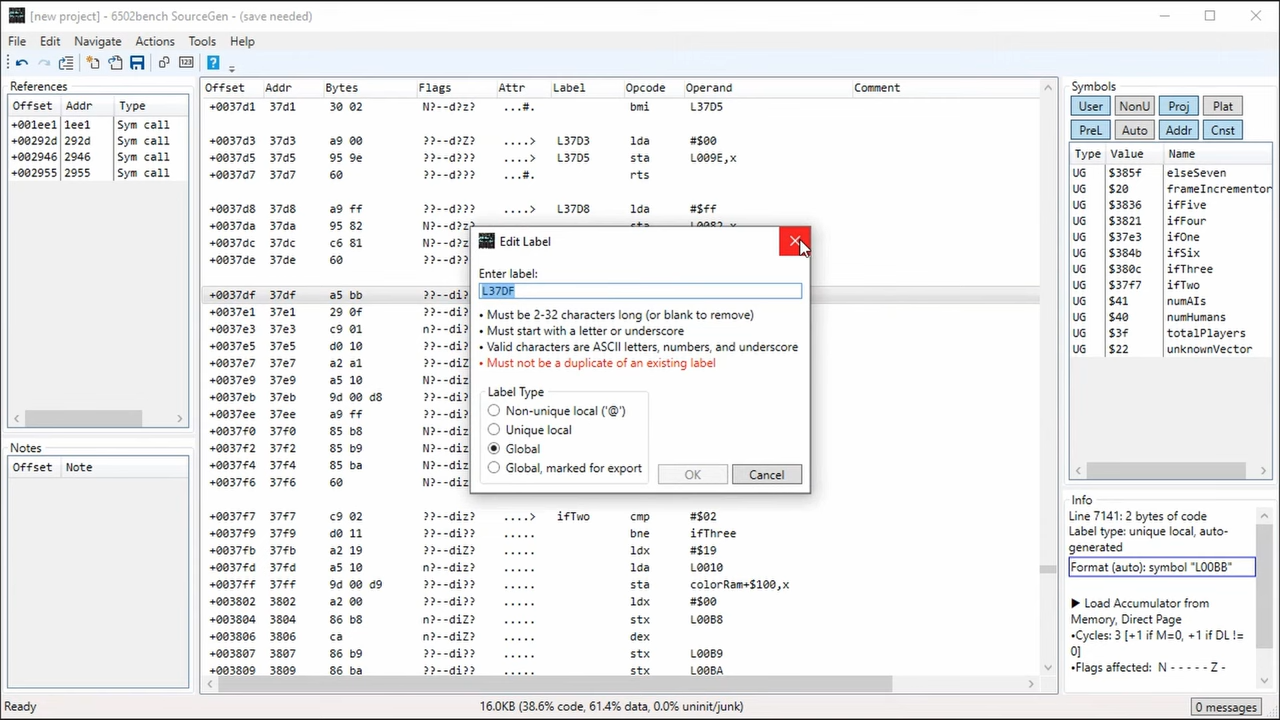 [new project] - 6502bench SourceGen - (save needed)
File Edit Navigate Actions Tools Help
References
Offset Addr Type
+001ee1 1ee1 Sym call
+00292d 292d Sym call
+002946 2946 Sym call
+002955 2955 Sym call
Notes
Offset Note
Offset Addr Bytes Flags Attr Label Opcode Operand Comment
+0037d1 37d1 30 02 N?--d?z? ...#. bmi L37D5
+0037d3 37d3 a9 00 ??--d?Z? ....> L37D3 lda #$00
+0037d5 37d5 95 9e ??--d??? ....> L37D5 sta L009E,x
+0037d7 37d7 60 ??--d??? ...#. rts
+0037d8 37d8 a9 ff ??--d??? ....> L37D8 lda #$ff
+0037da 37da 95 82 sta L0082,x
+0037dc 37dc c6 81
+0037de 37de 60
+0037df 37df a5 bb
+0037e1 37e1 29 0f
+0037e3 37e3 c9 01
+0037e5 37e5 d0 10
+0037e7 37e7 a2 a1
+0037e9 37e9 a5 10
+0037eb 37eb 9d 00 d8
+0037ee 37ee a9 ff
+0037f0 37f0 85 b8
+0037f2 37f2 85 b9
+0037f4 37f4 85 ba
+0037f6 37f6 60
+0037f7 37f7 c9 02 ??--diz? ....> ifTwo cmp #$02
+0037f9 37f9 d0 11 ??--diz? ..... bne ifThree
+0037fb 37fb a2 19 ??--diZ? ..... ldx #$19
+0037fd 37fd a5 10 n?--diz? ..... lda L0010
+0037ff 37ff 9d 00 d9 ??--di?? ..... sta colorRam+$100,x
+003802 3802 a2 00 ??--di?? ..... ldx #$00
+003804 3804 86 b8 n?--diZ? ..... stx L00B8
+003806 3806 ca n?--diZ? ..... dex
+003807 3807 86 b9 ??--di?? ..... stx L00B9
+003809 3809 86 ba ??--di?? ..... stx L00BA
Edit Label
Enter label:
L37DF
• Must be 2-32 characters long (or blank to remove)
• Must start with a letter or underscore
• Valid characters are ASCII letters, numbers, and underscore
• Must not be a duplicate of an existing label
Label Type
Non-unique local ('@')
Unique local
Global
Global, marked for export
OK Cancel
Symbols
User NonU Proj Plat
PreL Auto Addr Cnst
Type Value Name
UG $385f elseSeven
UG $20 frameIncrementor
UG $3836 ifFive
UG $3821 ifFour
UG $37e3 ifOne
UG $384b ifSix
UG $380c ifThree
UG $37f7 ifTwo
UG $41 numAIs
UG $40 numHumans
UG $3f totalPlayers
UG $22 unknownVector
Info
Line 7141: 2 bytes of code
Label type: unique local, auto-
generated
Format (auto): symbol "L00BB"
▶ Load Accumulator from
Memory, Direct Page
•Cycles: 3 [+1 if M=0, +1 if DL !=
0]
•Flags affected: N - - - - - Z -
Ready
16.0KB (38.6% code, 61.4% data, 0.0% uninit/junk)
0 messages